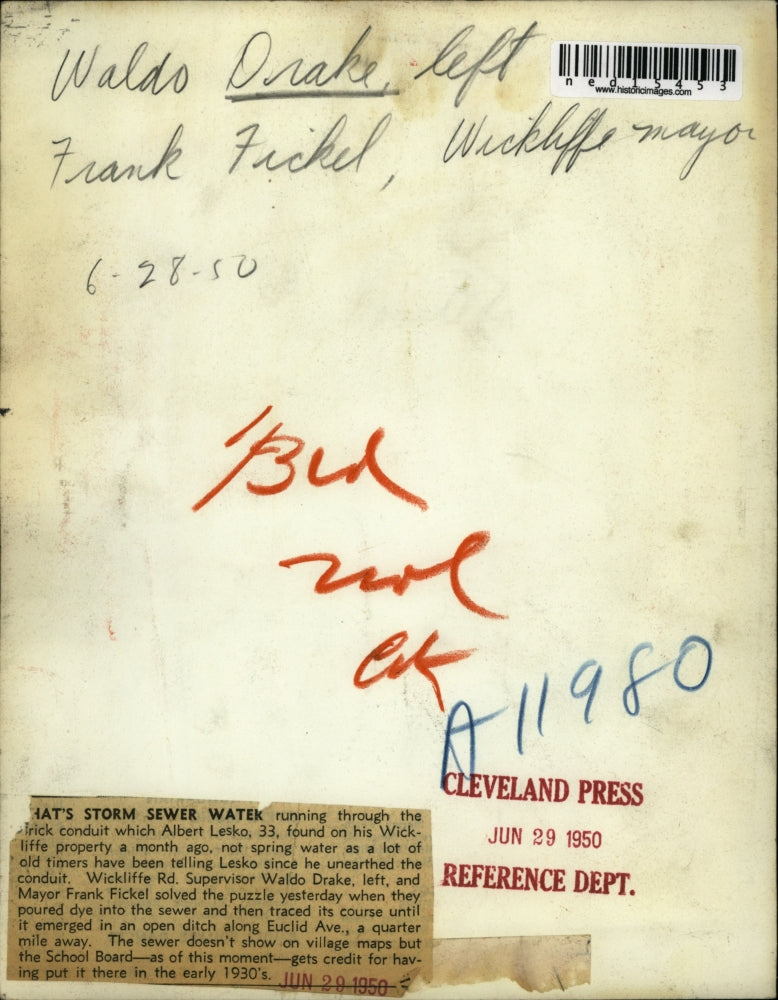 Waldo Drake, left
ned15453
www.historicimages.com
Frank Fickel, Wickliffe mayor
6-28-50
A11980
CLEVELAND PRESS
JUN 29 1950
REFERENCE DEPT.
HAT'S STORM SEWER WATER running through the
rick conduit which Albert Lesko, 33, found on his Wick-
liffe property a month ago, not spring water as a lot of
old timers have been telling Lesko since he unearthed the
conduit. Wickliffe Rd. Supervisor Waldo Drake, left, and
Mayor Frank Fickel solved the puzzle yesterday when they
poured dye into the sewer and then traced its course until
it emerged in an open ditch along Euclid Ave., a quarter
mile away. The sewer doesn't show on village maps but
the School Board—as of this moment—gets credit for hav-
ing put it there in the early 1930's.
JUN 29 1950